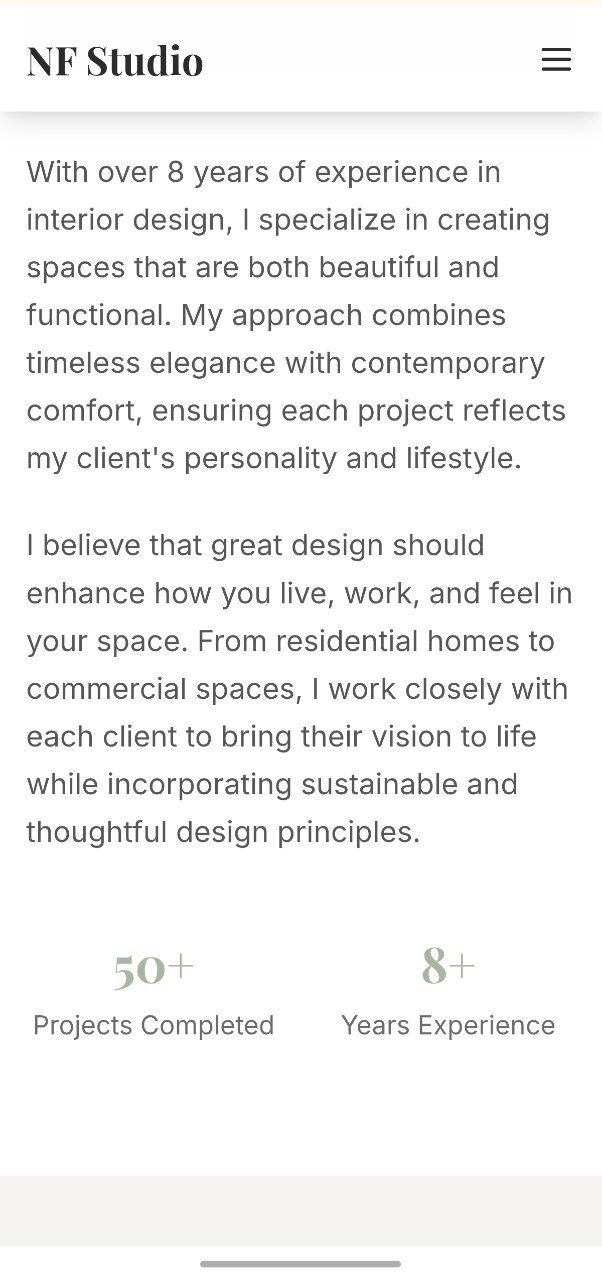 NF Studio
With over 8 years of experience in
interior design, I specialize in creating
spaces that are both beautiful and
functional. My approach combines
timeless elegance with contemporary
comfort, ensuring each project reflects
my client's personality and lifestyle.
I believe that great design should
enhance how you live, work, and feel in
your space. From residential homes to
commercial spaces, I work closely with
each client to bring their vision to life
while incorporating sustainable and
thoughtful design principles.
50+ 8+
Projects Completed Years Experience